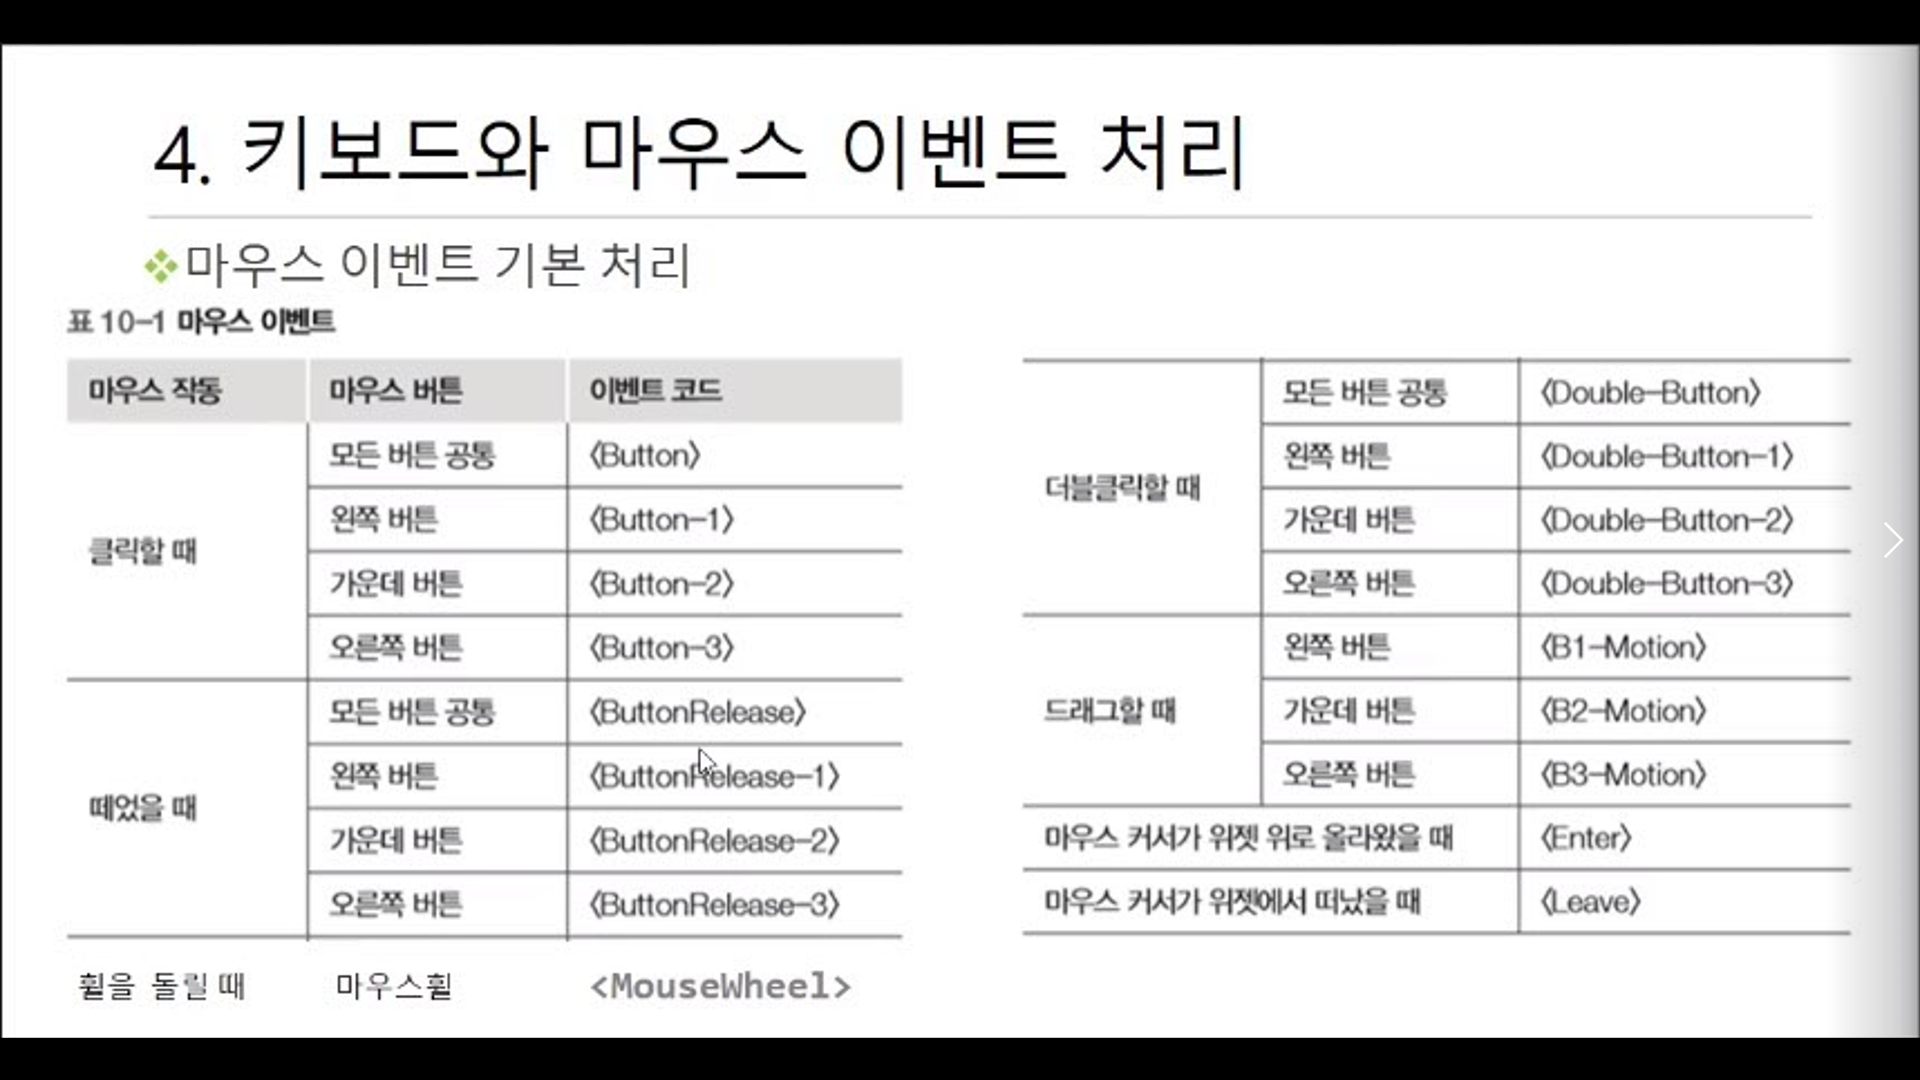 4. 키보드와 마우스 이벤트 처리
마우스 이벤트 기본 처리
표 10-1 마우스 이벤트
마우스 작동 마우스 버튼 이벤트 코드
클릭할 때
모든 버튼 공통 <Button>
왼쪽 버튼 <Button-1>
가운데 버튼 <Button-2>
오른쪽 버튼 <Button-3>
떼었을 때
모든 버튼 공통 <ButtonRelease>
왼쪽 버튼 <ButtonRelease-1>
가운데 버튼 <ButtonRelease-2>
오른쪽 버튼 <ButtonRelease-3>
휠을 돌릴 때 마우스휠 <MouseWheel>
더블클릭할 때
모든 버튼 공통 <Double-Button>
왼쪽 버튼 <Double-Button-1>
가운데 버튼 <Double-Button-2>
오른쪽 버튼 <Double-Button-3>
드래그할 때
왼쪽 버튼 <B1-Motion>
가운데 버튼 <B2-Motion>
오른쪽 버튼 <B3-Motion>
마우스 커서가 위젯 위로 올라왔을 때 <Enter>
마우스 커서가 위젯에서 떠났을 때 <Leave>